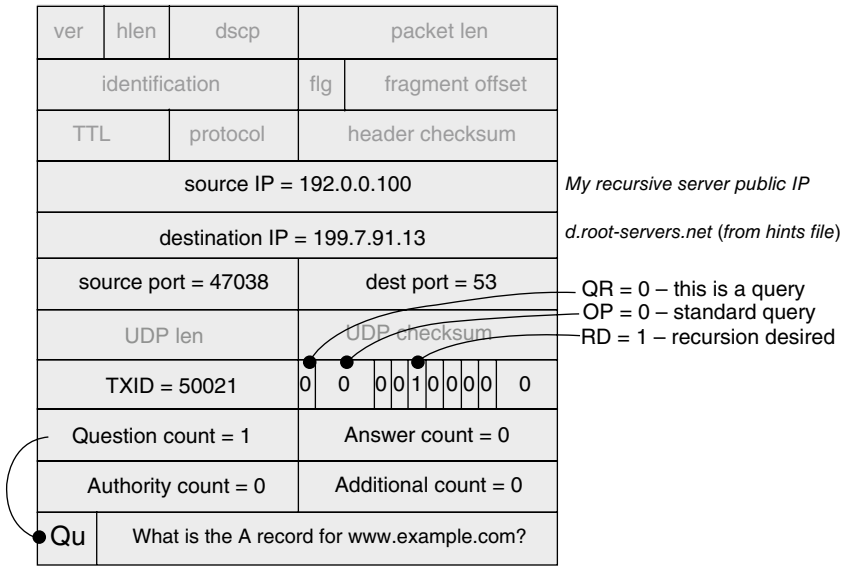 ver hlen dscp packet len
identification flg fragment offset
TTL protocol header checksum
source IP = 192.0.0.100 My recursive server public IP
destination IP = 199.7.91.13 d.root-servers.net (from hints file)
source port = 47038 dest port = 53
QR = 0 – this is a query
OP = 0 – standard query
RD = 1 – recursion desired
UDP len UDP checksum
TXID = 50021 0 0 0 0 1 0 0 0 0 0
Question count = 1 Answer count = 0
Authority count = 0 Additional count = 0
Qu What is the A record for www.example.com?